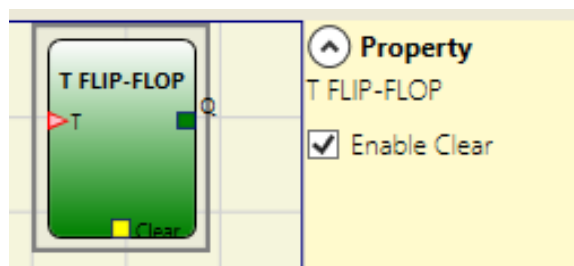 T FLIP-FLOP
T
Q
Clear
Property
T FLIP-FLOP
Enable Clear